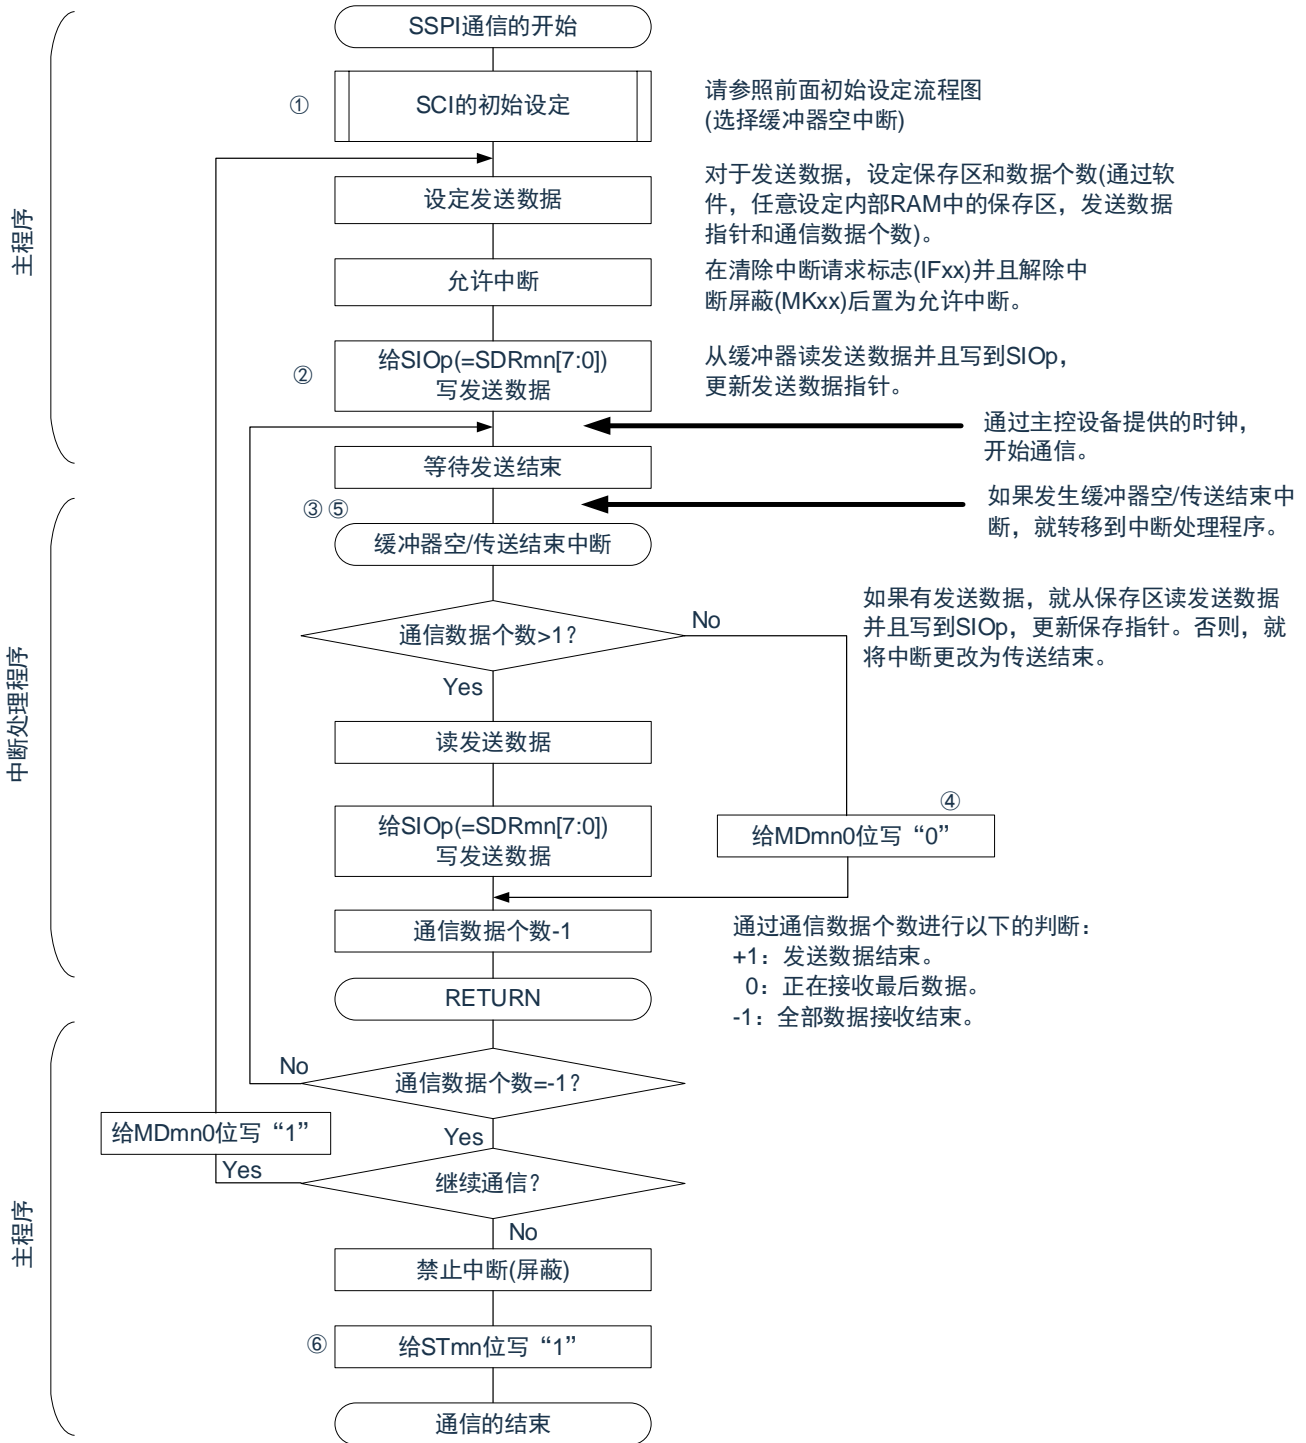 SSPI通信的开始
①
SCI的初始设定
请参照前面初始设定流程图
(选择缓冲器空中断)
主程序
设定发送数据
对于发送数据，设定保存区和数据个数(通过软
件，任意设定内部RAM中的保存区，发送数据
指针和通信数据个数)。
允许中断
在清除中断请求标志(IFxx)并且解除中
断屏蔽(MKxx)后置为允许中断。
②
给SIOp(=SDRmn[7:0])
写发送数据
从缓冲器读发送数据并且写到SIOp，
更新发送数据指针。
通过主控设备提供的时钟，
开始通信。
等待发送结束
③⑤
如果发生缓冲器空/传送结束中
断，就转移到中断处理程序。
缓冲器空/传送结束中断
中断处理程序
通信数据个数>1?
No
如果有发送数据，就从保存区读发送数据
并且写到SIOp，更新保存指针。否则，就
将中断更改为传送结束。
Yes
读发送数据
给SIOp(=SDRmn[7:0])
写发送数据
④
给MDmn0位写“0”
通信数据个数-1
通过通信数据个数进行以下的判断：
+1：发送数据结束。
0：正在接收最后数据。
-1：全部数据接收结束。
RETURN
主程序
No
通信数据个数=-1?
给MDmn0位写“1”
Yes
Yes
继续通信?
No
禁止中断(屏蔽)
⑥
给STmn位写“1”
通信的结束